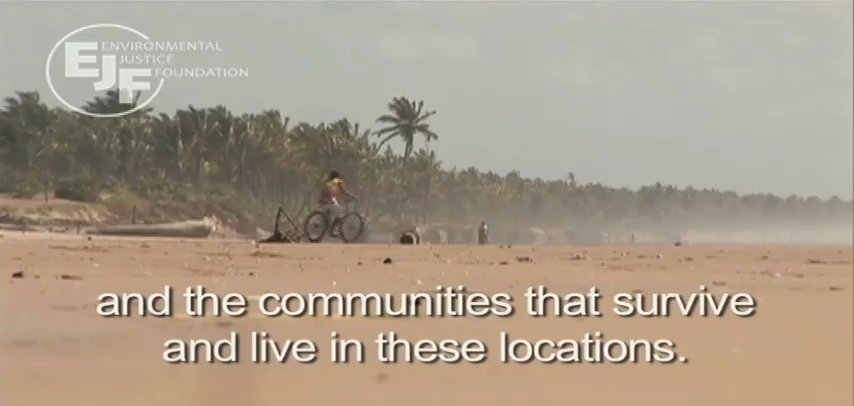 ENVIRONMENTAL
JUSTICE
EJF FOUNDATION
and the communities that survive
and live in these locations.